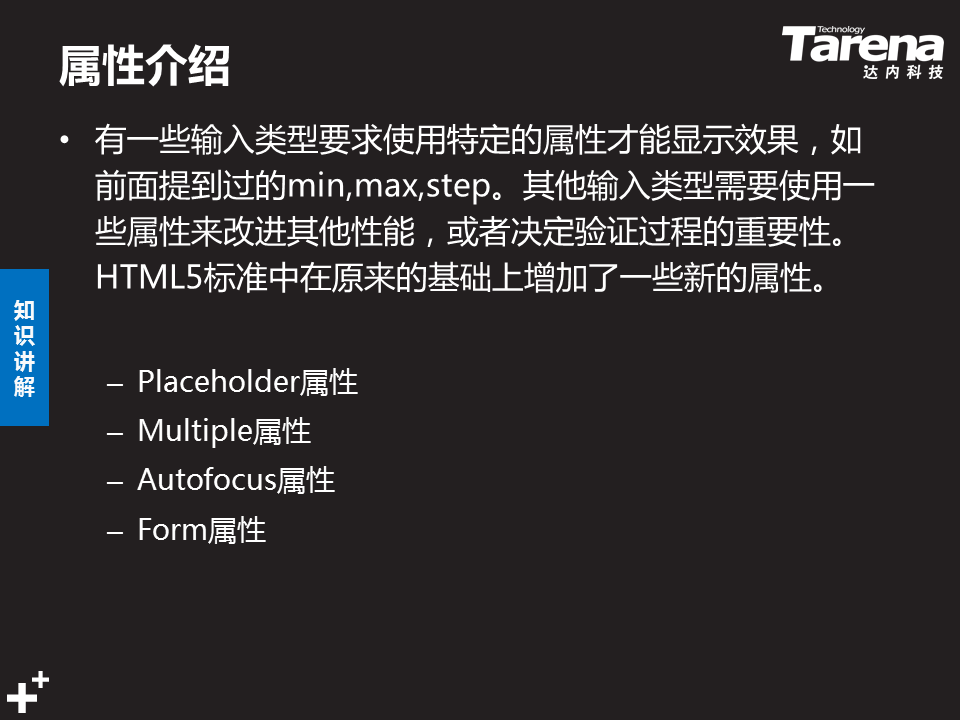 属性介绍
Technology
Tarena
达内科技
• 有一些输入类型要求使用特定的属性才能显示效果，如
前面提到过的min,max,step。其他输入类型需要使用一
些属性来改进其他性能，或者决定验证过程的重要性。
HTML5标准中在原来的基础上增加了一些新的属性。
知
识
讲
解
– Placeholder属性
– Multiple属性
– Autofocus属性
– Form属性